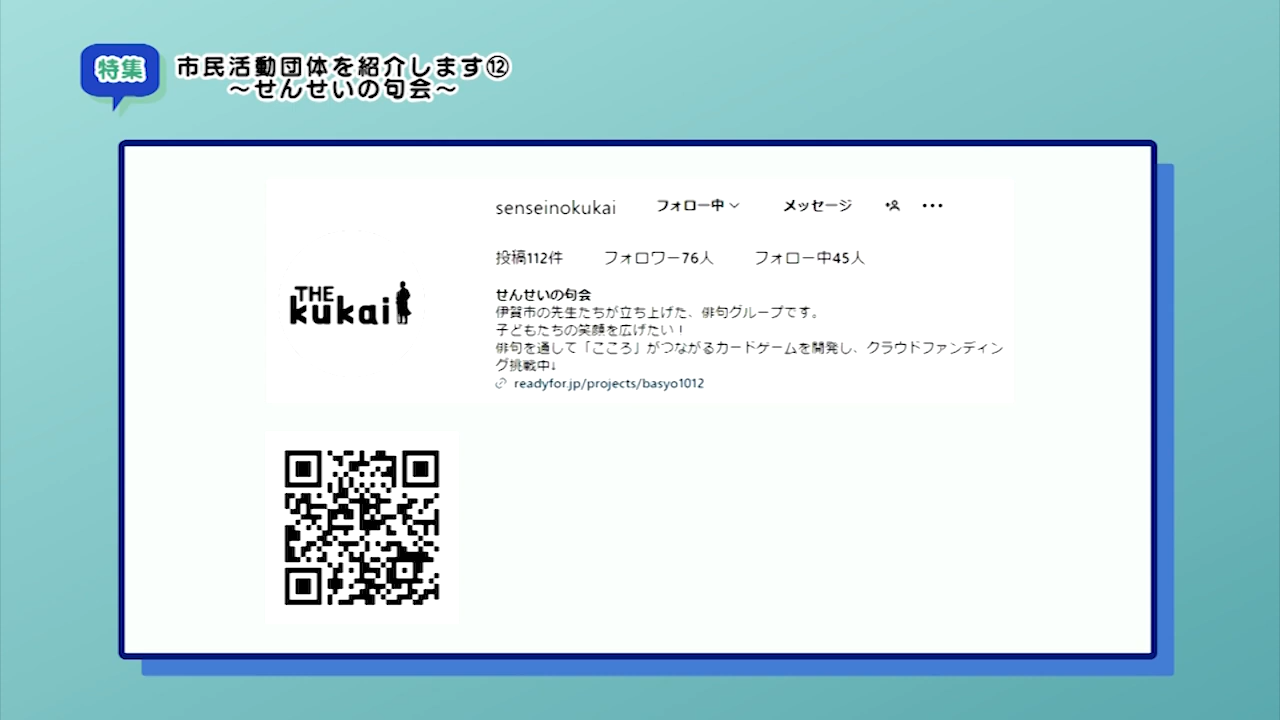 特集
市民活動団体を紹介します⑫
～せんせいの句会～
senseinokukai フォロー中 メッセージ
投稿112件 フォロワー76人 フォロー中45人
THE
kukai
せんせいの句会
伊賀市の先生たちが立ち上げた、俳句グループです。
子どもたちの笑顔を広げたい！
俳句を通して「こころ」がつながるカードゲームを開発し、クラウドファンディン
グ挑戦中↓
readyfor.jp/projects/basyo1012